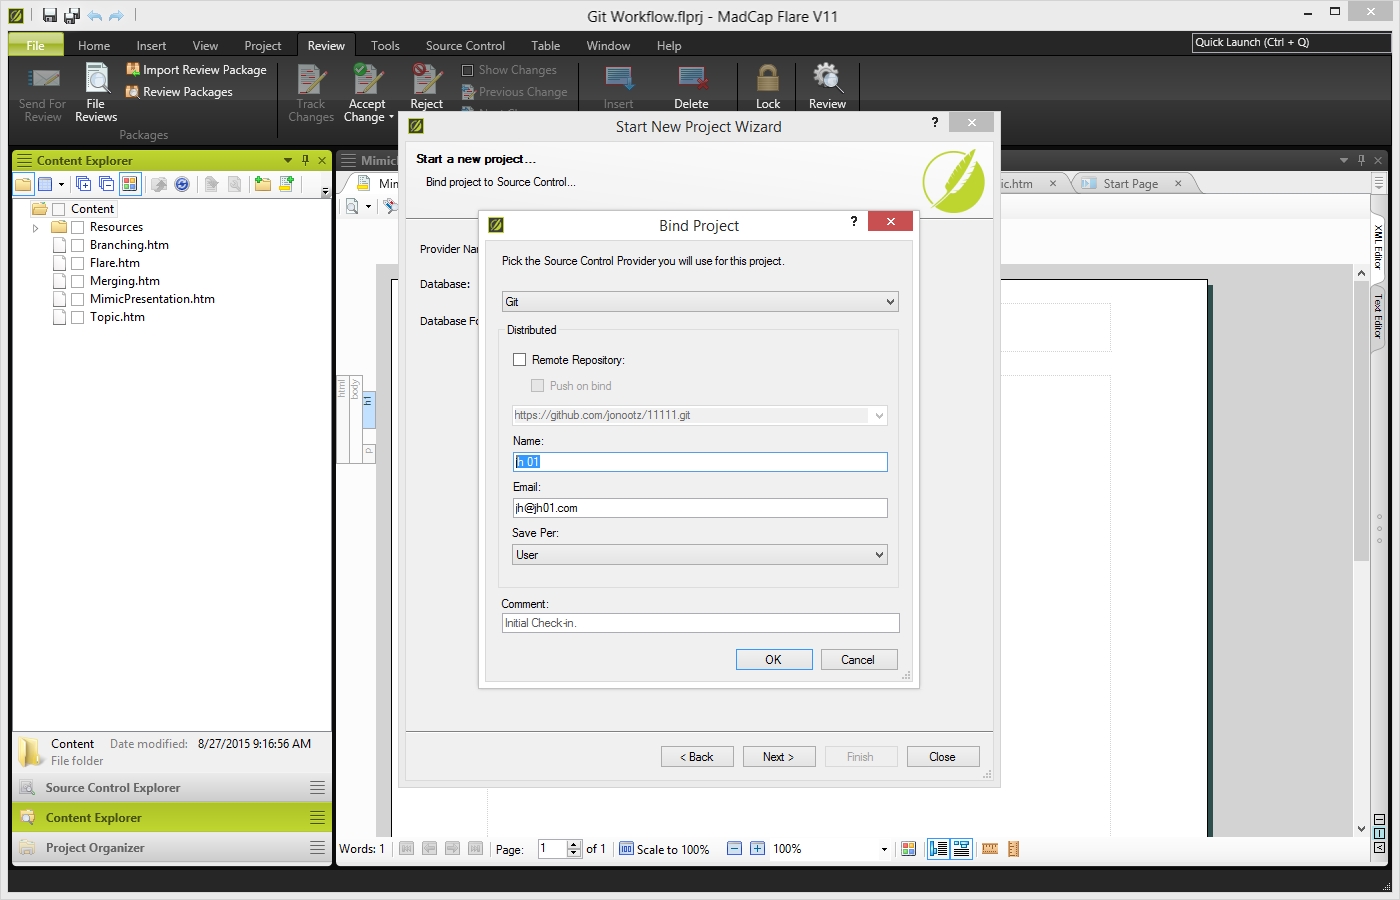 Git Workflow.flprj - MadCap Flare V11
File Home Insert View Project Review Tools Source Control Table Window Help
Quick Launch (Ctrl + Q)
Send For Review
File Reviews
Import Review Package
Review Packages
Packages
Track Changes
Accept Change
Reject
Show Changes
Previous Change
Insert
Delete
Lock
Review
Start New Project Wizard
?
Start a new project...
Bind project to Source Control...
Content Explorer
Content
Resources
Branching.htm
Flare.htm
Merging.htm
MimicPresentation.htm
Topic.htm
Start Page
XML Editor
Text Editor
html
body
h1
p
Database:
Bind Project
?
Pick the Source Control Provider you will use for this project.
Git
Distributed
Remote Repository:
Push on bind
https://github.com/jonootz/11111.git
Name:
jh 01
Email:
jh@jh01.com
Save Per:
User
Comment:
Initial Check-in.
OK Cancel
< Back Next > Finish Close
Content Date modified: 8/27/2015 9:16:56 AM
File folder
Source Control Explorer
Content Explorer
Project Organizer
Words: 1 Page: 1 of 1 Scale to 100% 100%